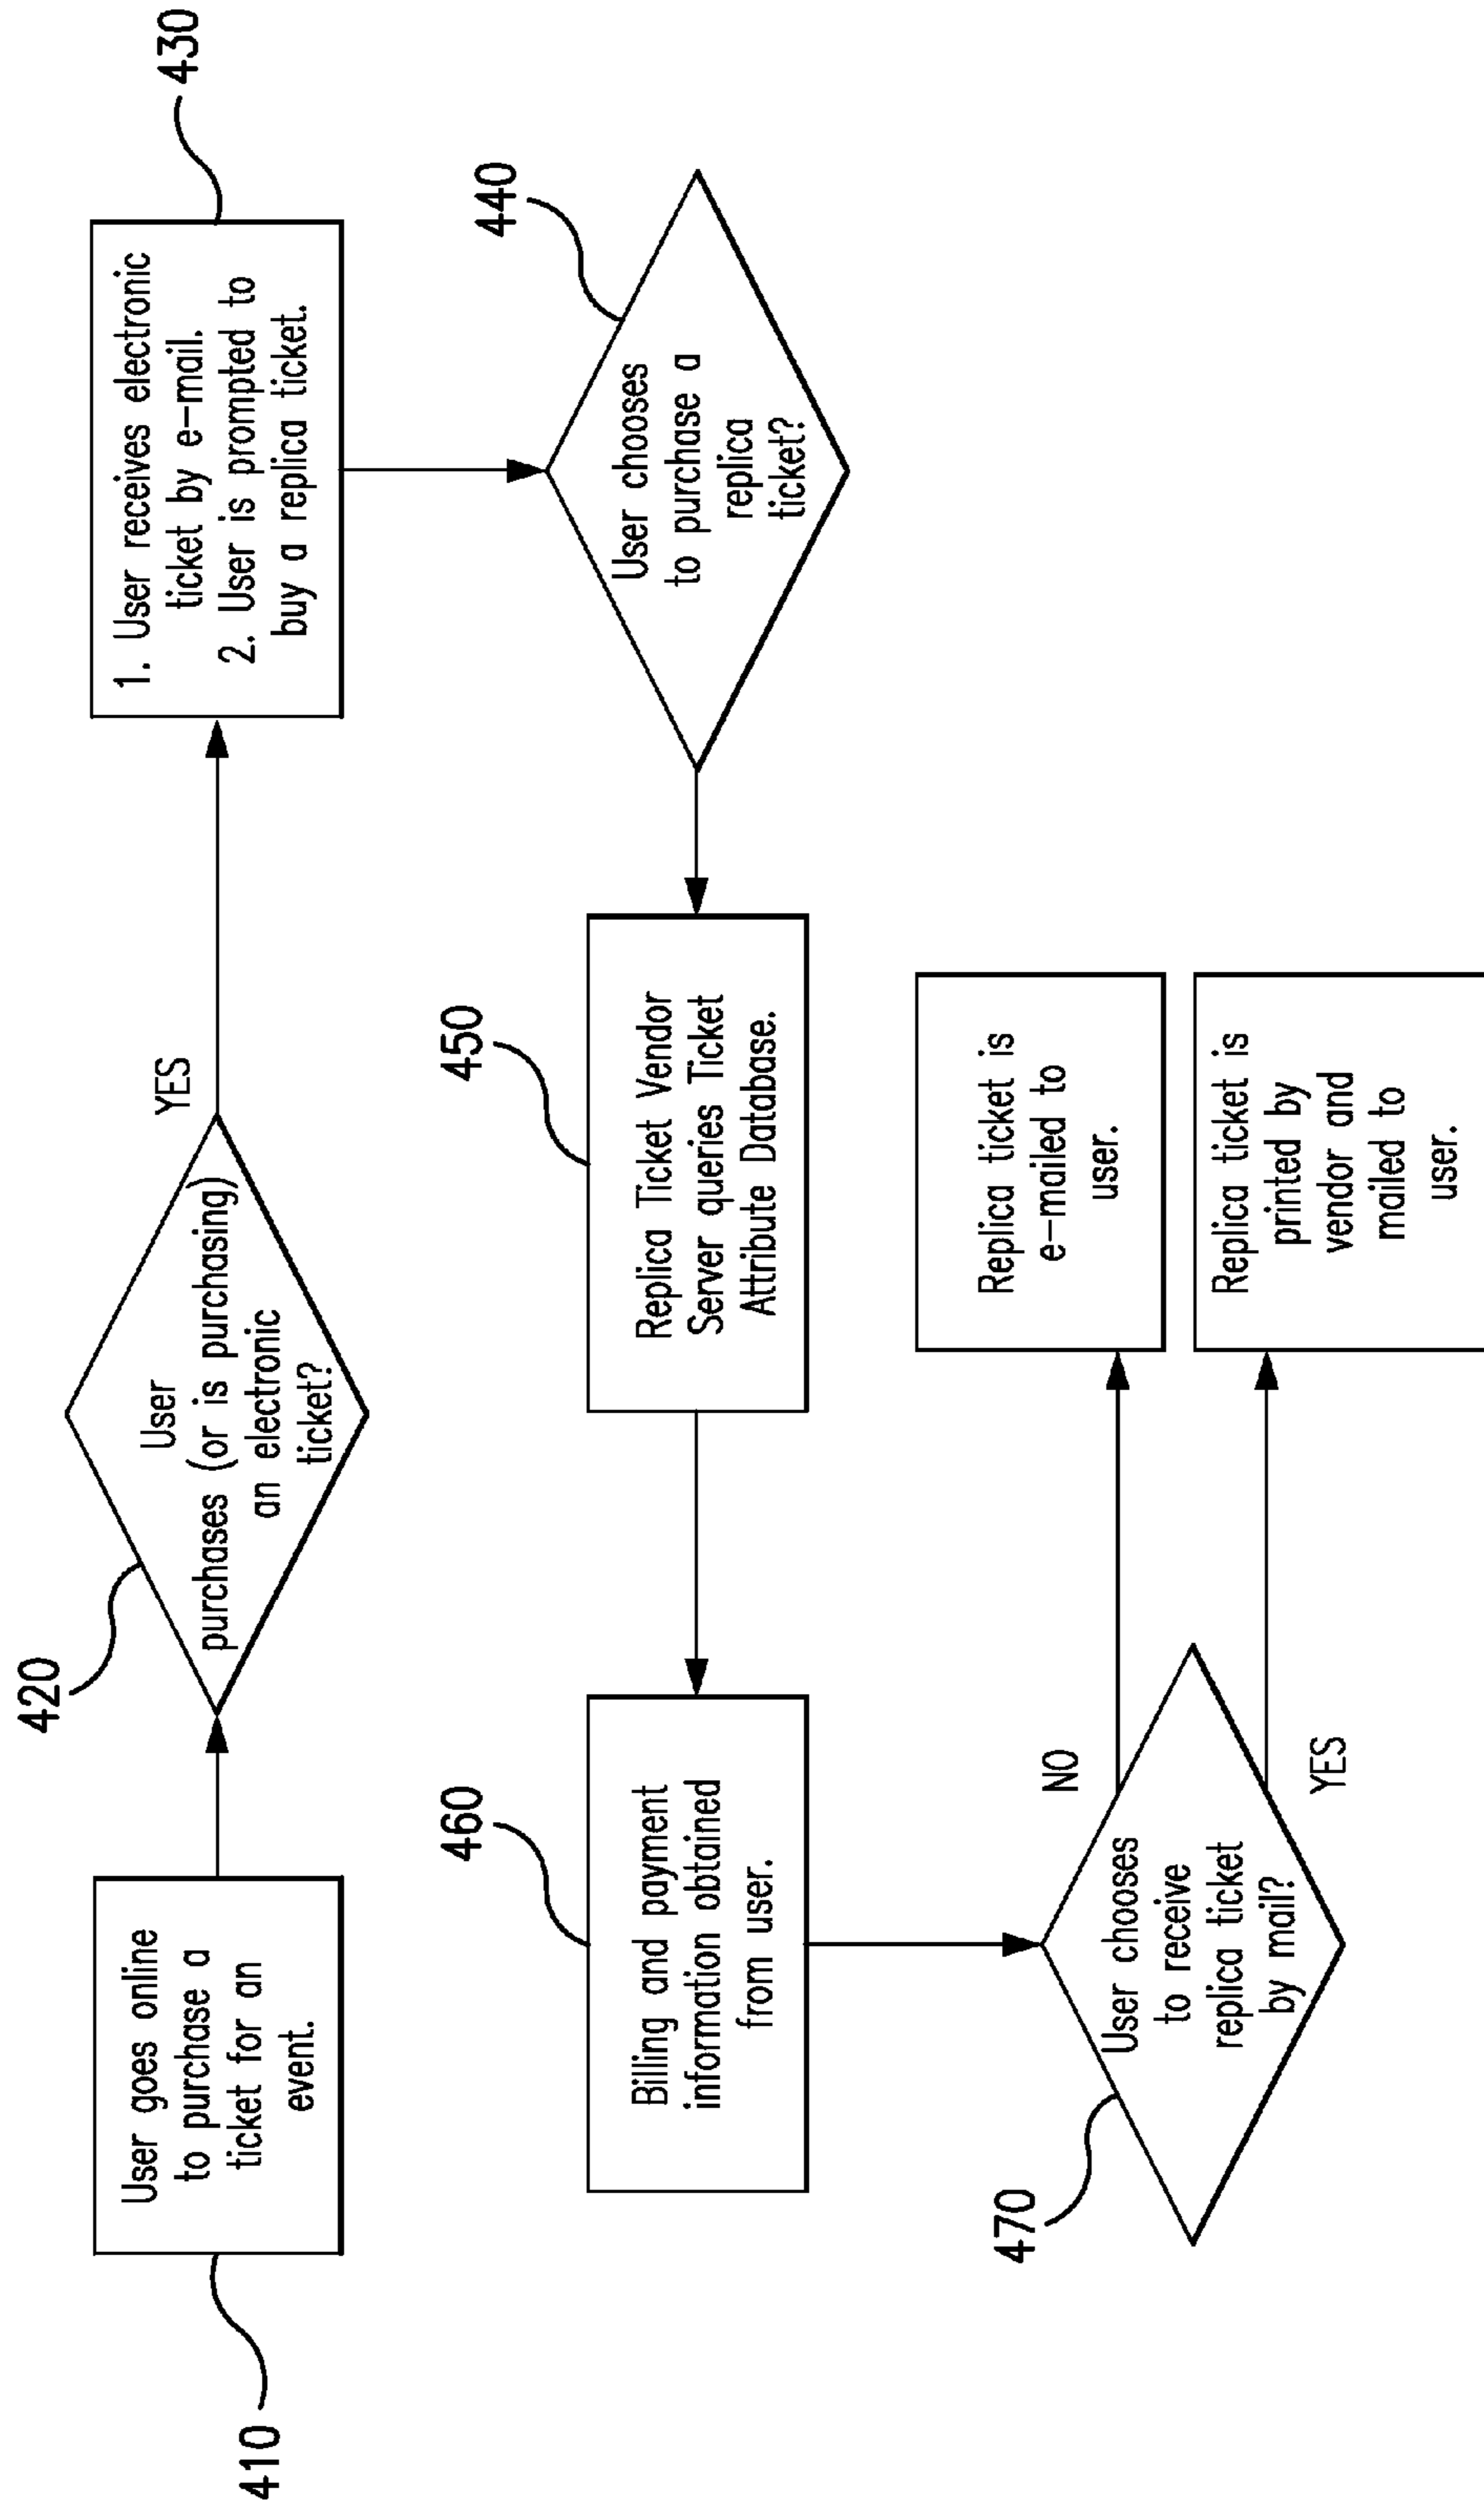 410
User goes online
to purchase a
ticket for an
event.
420
User
purchases (or is purchasing)
an electronic
ticket?
YES
430
1. User receives electronic
ticket by e-mail.
2. User is prompted to
buy a replica ticket.
440
User chooses
to purchase a
replica
ticket?
450
Replica Ticket Vendor
Server queries Ticket
Attribute Database.
460
Billing and payment
information obtained
from user.
470
User chooses
to receive
replica ticket
by mail?
NO
Replica ticket is
e-mailed to
user.
YES
Replica ticket is
printed by
vendor and
mailed to
user.